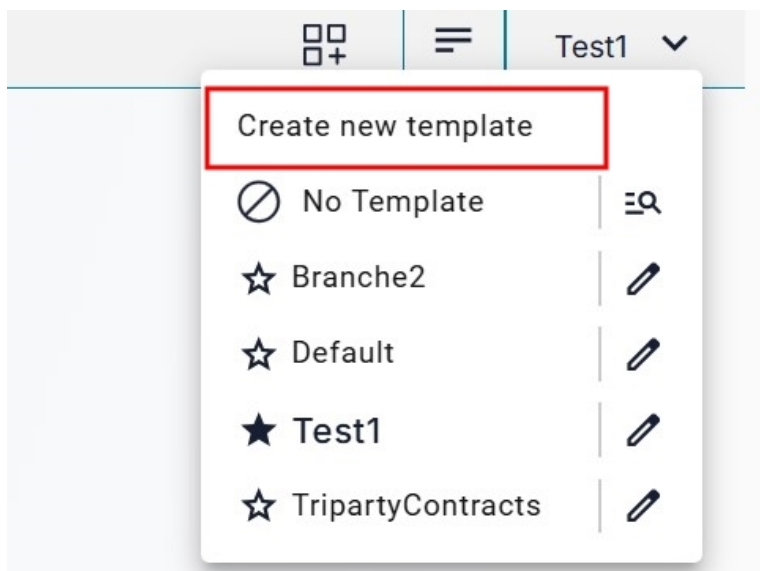 Test1
Create new template
No Template
Branche2
Default
Test1
TripartyContracts